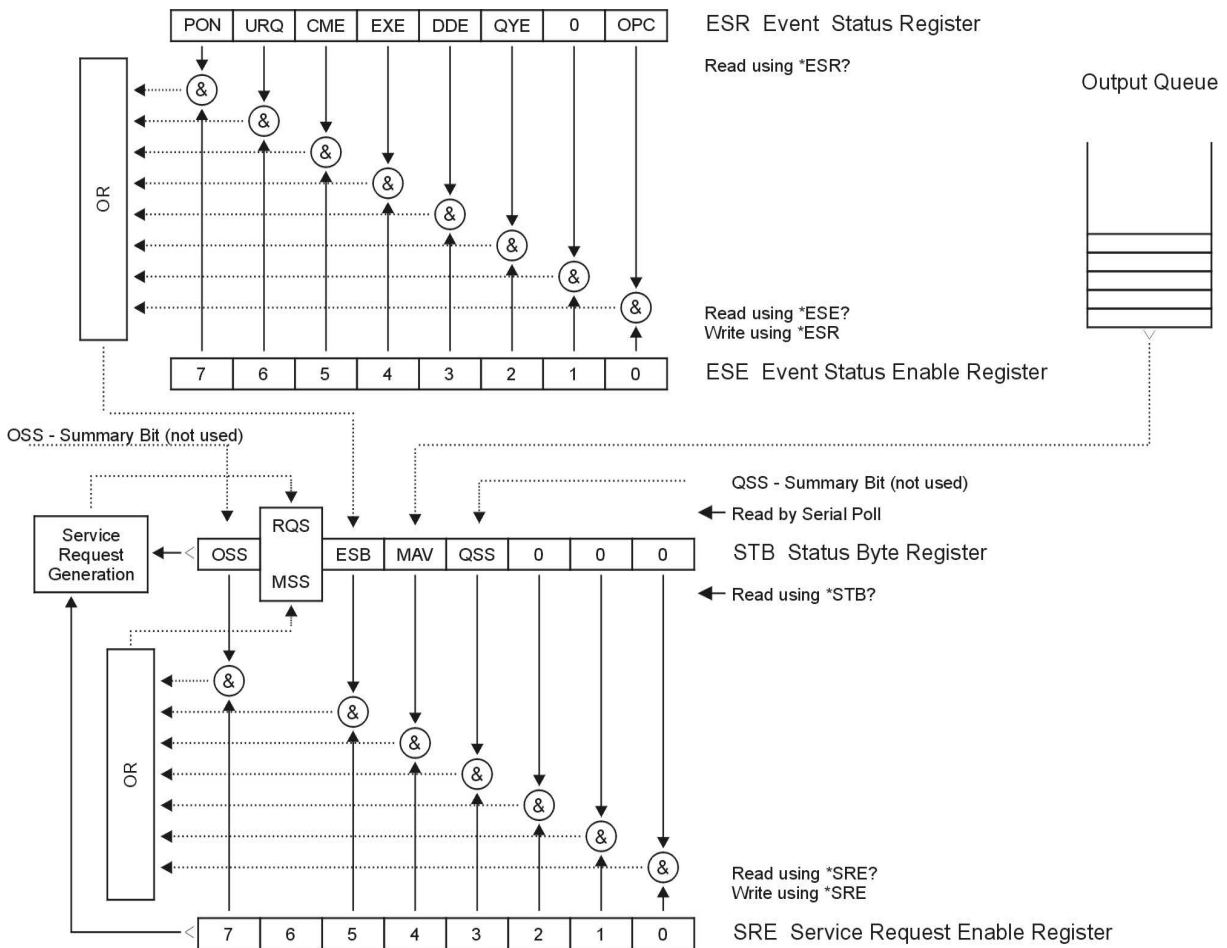 PON URQ CME EXE DDE QYE 0 OPC
ESR Event Status Register
Read using *ESR?
Output Queue
OR
&
&
&
&
&
&
&
&
Read using *ESE?
Write using *ESR
7 6 5 4 3 2 1 0
ESE Event Status Enable Register
OSS - Summary Bit (not used)
QSS - Summary Bit (not used)
Read by Serial Poll
Service
Request
Generation
OSS
RQS
MSS
ESB MAV QSS 0 0 0
STB Status Byte Register
Read using *STB?
OR
&
&
&
&
&
&
&
Read using *SRE?
Write using *SRE
7 6 5 4 3 2 1 0
SRE Service Request Enable Register